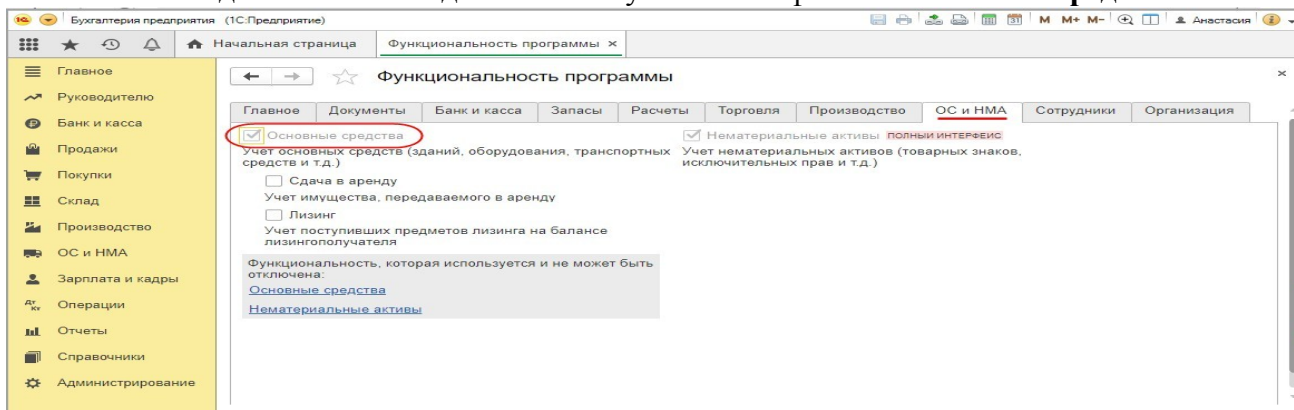 Бухгалтерия предприятия (1С:Предприятие)
M M+ M-
Анастасия
Начальная страница
Функциональность программы ×
Главное
Руководителю
Банк и касса
Продажи
Покупки
Склад
Производство
ОС и НМА
Зарплата и кадры
Операции
Отчеты
Справочники
Администрирование
Функциональность программы
Главное Документы Банк и касса Запасы Расчеты Торговля Производство ОС и НМА Сотрудники Организация
Основные средства
Учет основных средств (зданий, оборудования, транспортных
средств и т.д.)
Сдача в аренду
Учет имущества, передаваемого в аренду
Лизинг
Учет поступивших предметов лизинга на балансе
лизингополучателя
Функциональность, которая используется и не может быть
отключена:
Основные средства
Нематериальные активы
Нематериальные активы ПОЛНЫЙ ИНТЕРФЕЙС
Учет нематериальных активов (товарных знаков,
исключительных прав и т.д.)